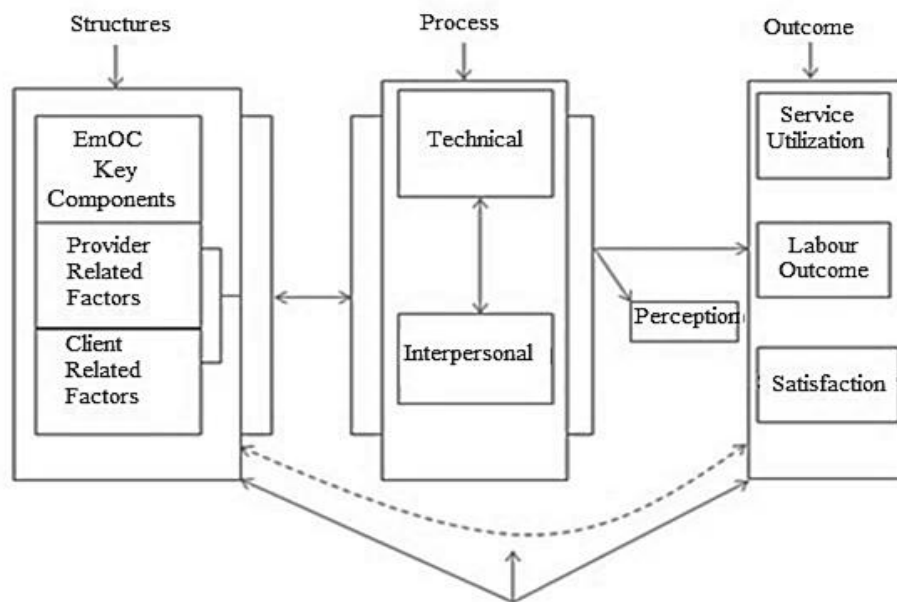 Structures
Process
Outcome
EmOC
Key
Components
Provider
Related
Factors
Client
Related
Factors
Technical
Interpersonal
Perception
Service
Utilization
Labour
Outcome
Satisfaction